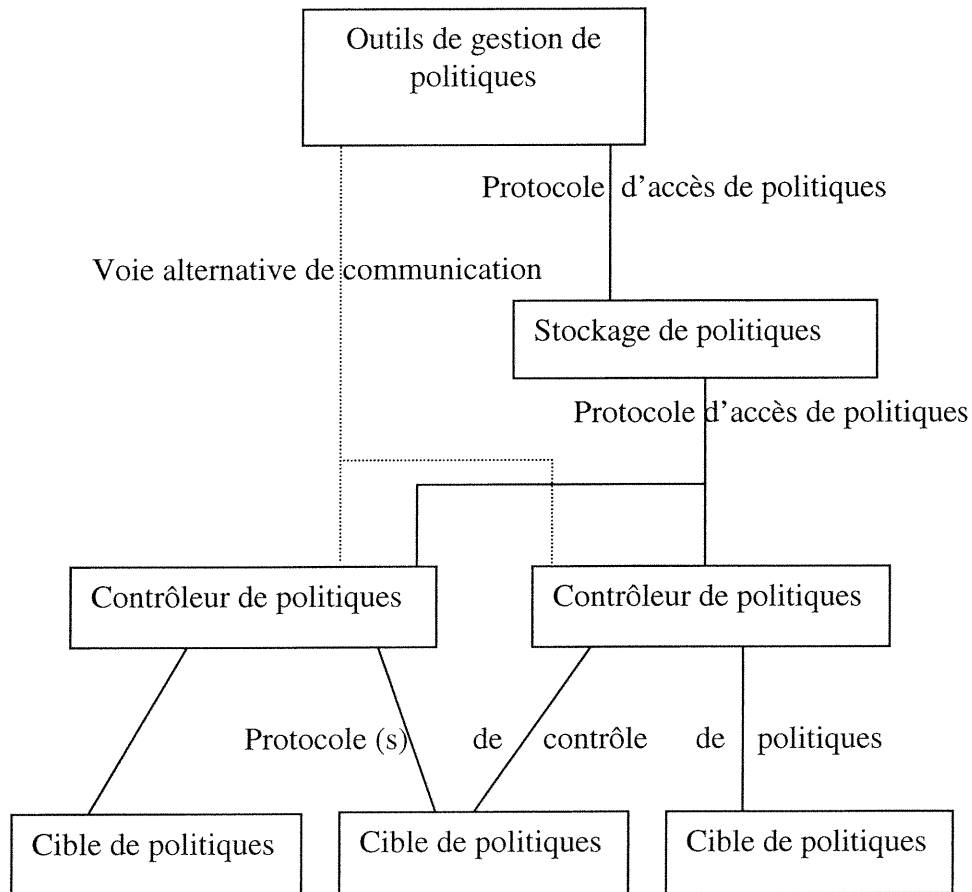 Outils de gestion de
politiques
Protocole d'accès de politiques
Voie alternative de communication
Stockage de politiques
Protocole d'accès de politiques
Contrôleur de politiques
Contrôleur de politiques
Protocole (s) de contrôle de politiques
Cible de politiques
Cible de politiques
Cible de politiques